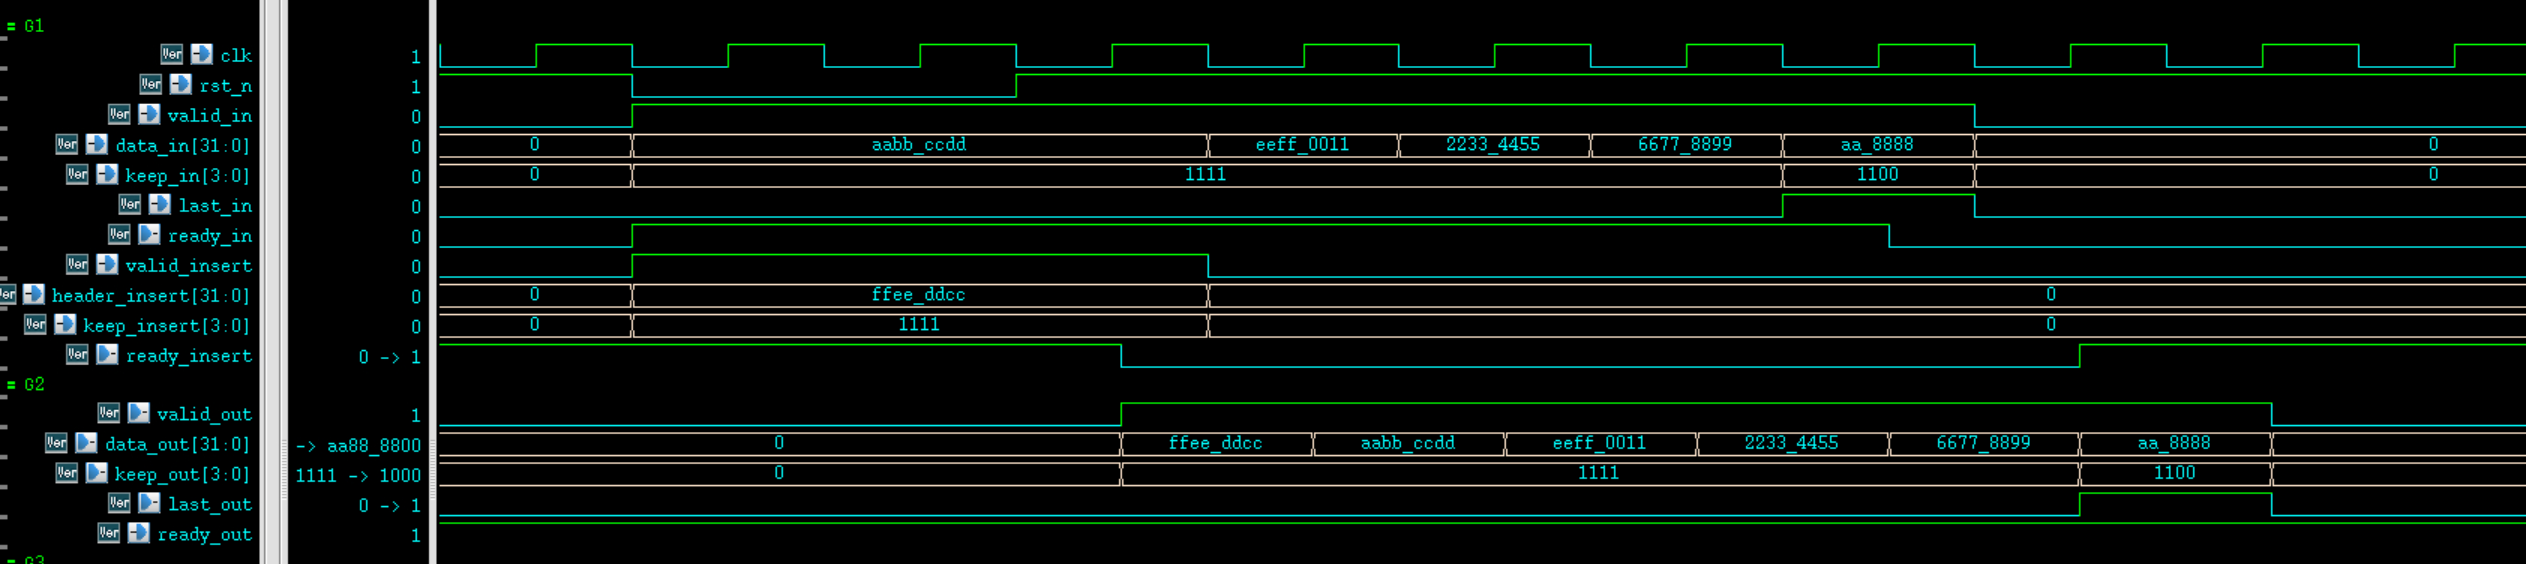 = G1
Ver clk 1
Ver rst_n 1
Ver valid_in 0
Ver data_in[31:0] 0 0 aabb_ccdd eeff_0011 2233_4455 6677_8899 aa_8888 0
Ver keep_in[3:0] 0 0 1111 1100 0
Ver last_in 0
Ver ready_in 0
Ver valid_insert 0
Ver header_insert[31:0] 0 0 ffee_ddcc 0
Ver keep_insert[3:0] 0 0 1111 0
Ver ready_insert 0 -> 1
= G2
Ver valid_out 1
Ver data_out[31:0] -> aa88_8800 0 ffee_ddcc aabb_ccdd eeff_0011 2233_4455 6677_8899 aa_8888
Ver keep_out[3:0] 1111 -> 1000 0 1111 1100
Ver last_out 0 -> 1
Ver ready_out 1
= G3